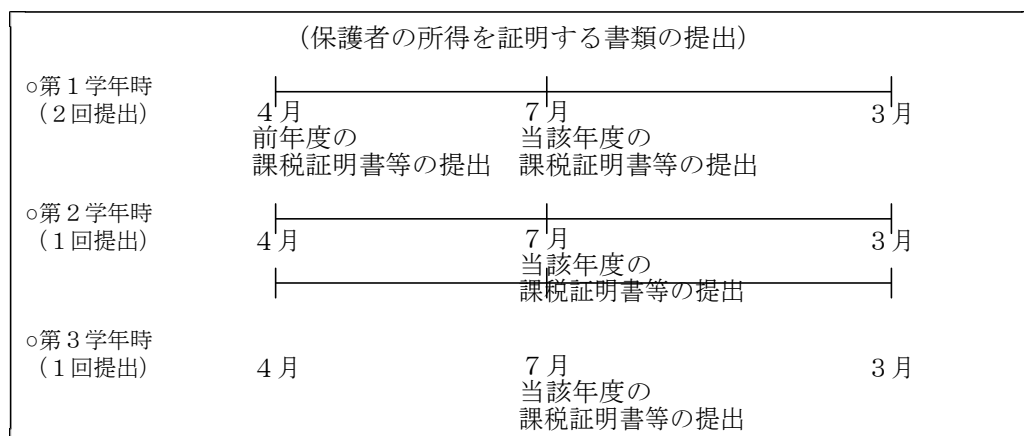 （保護者の所得を証明する書類の提出）
○第１学年時
（２回提出）
４月 ７月 ３月
前年度の 当該年度の
課税証明書等の提出 課税証明書等の提出
○第２学年時
（１回提出）
４月 ７月 ３月
当該年度の
課税証明書等の提出
○第３学年時
（１回提出）
４月 ７月 ３月
当該年度の
課税証明書等の提出